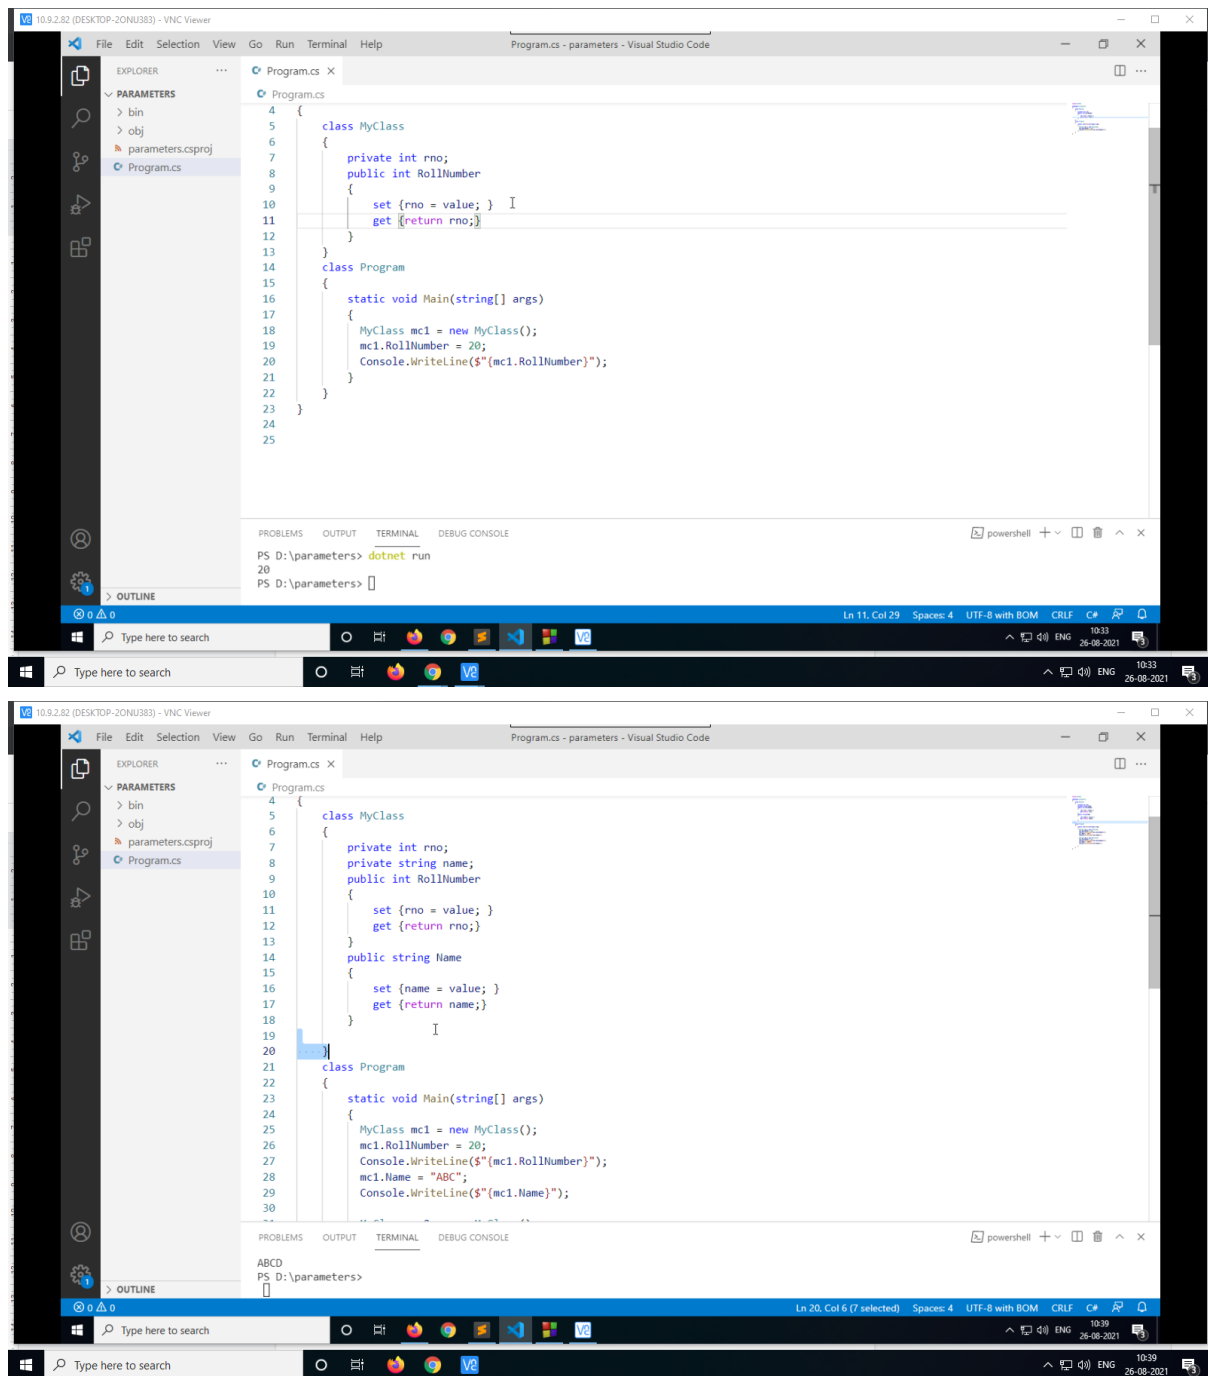 10.9.2.82 (DESKTOP-2ONU383) - VNC Viewer
File Edit Selection View Go Run Terminal Help
Program.cs - parameters - Visual Studio Code
EXPLORER
Program.cs
PARAMETERS
Program.cs
bin
obj
parameters.csproj
Program.cs
4 {
5 class MyClass
6 {
7 private int rno;
8 public int RollNumber
9 {
10 set {rno = value; }
11 get {return rno;}
12 }
13 }
14 class Program
15 {
16 static void Main(string[] args)
17 {
18 MyClass mc1 = new MyClass();
19 mc1.RollNumber = 20;
20 Console.WriteLine($"{mc1.RollNumber}");
21 }
22 }
23 }
24
25
PROBLEMS OUTPUT TERMINAL DEBUG CONSOLE
powershell
PS D:\parameters> dotnet run
20
PS D:\parameters>
OUTLINE
0 0
Ln 11, Col 29 Spaces: 4 UTF-8 with BOM CRLF C#
Type here to search
ENG 10:33
26-08-2021
Type here to search
ENG 10:33
26-08-2021
10.9.2.82 (DESKTOP-2ONU383) - VNC Viewer
File Edit Selection View Go Run Terminal Help
Program.cs - parameters - Visual Studio Code
EXPLORER
Program.cs
PARAMETERS
Program.cs
bin
obj
parameters.csproj
Program.cs
4 {
5 class MyClass
6 {
7 private int rno;
8 private string name;
9 public int RollNumber
10 {
11 set {rno = value; }
12 get {return rno;}
13 }
14 public string Name
15 {
16 set {name = value; }
17 get {return name;}
18 }
19
20 }
21 class Program
22 {
23 static void Main(string[] args)
24 {
25 MyClass mc1 = new MyClass();
26 mc1.RollNumber = 20;
27 Console.WriteLine($"{mc1.RollNumber}");
28 mc1.Name = "ABC";
29 Console.WriteLine($"{mc1.Name}");
30
PROBLEMS OUTPUT TERMINAL DEBUG CONSOLE
powershell
ABCD
PS D:\parameters>
OUTLINE
0 0
Ln 20, Col 6 (7 selected) Spaces: 4 UTF-8 with BOM CRLF C#
Type here to search
ENG 10:39
26-08-2021
Type here to search
ENG 10:39
26-08-2021